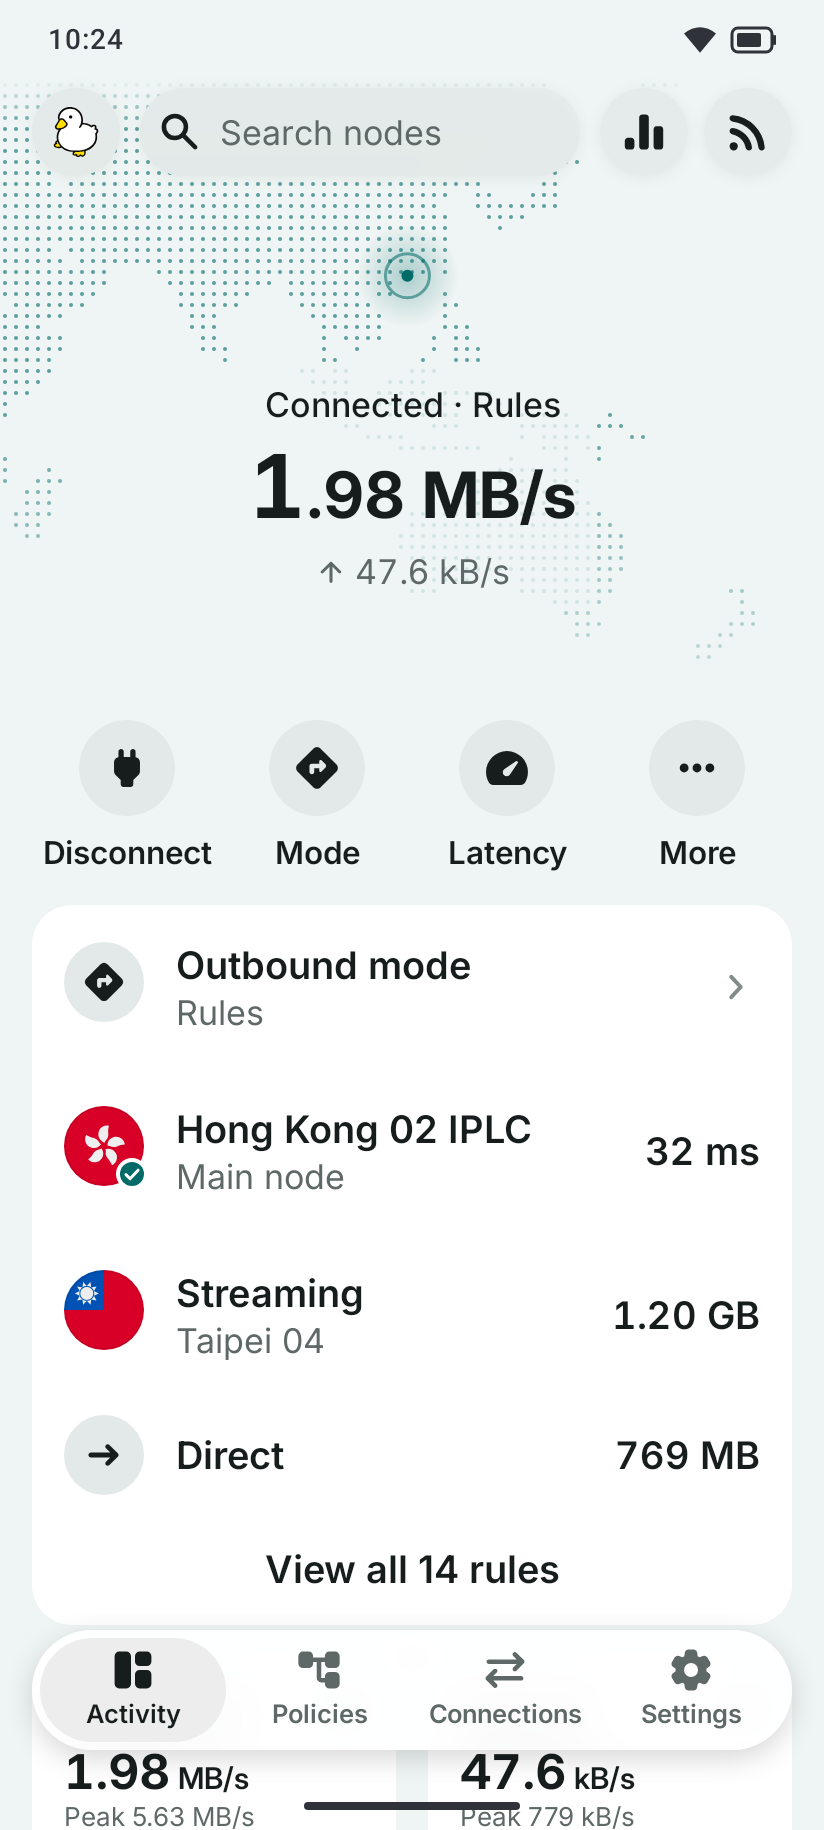 10:24
Search nodes
Connected · Rules
1.98 MB/s
↑ 47.6 kB/s
Disconnect
Mode
Latency
More
Outbound mode
Rules
Hong Kong 02 IPLC
Main node
32 ms
Streaming
Taipei 04
1.20 GB
Direct
769 MB
View all 14 rules
Activity
Policies
Connections
Settings
1.98 MB/s
47.6 kB/s
Peak 5.63 MB/s
Peak 779 kB/s